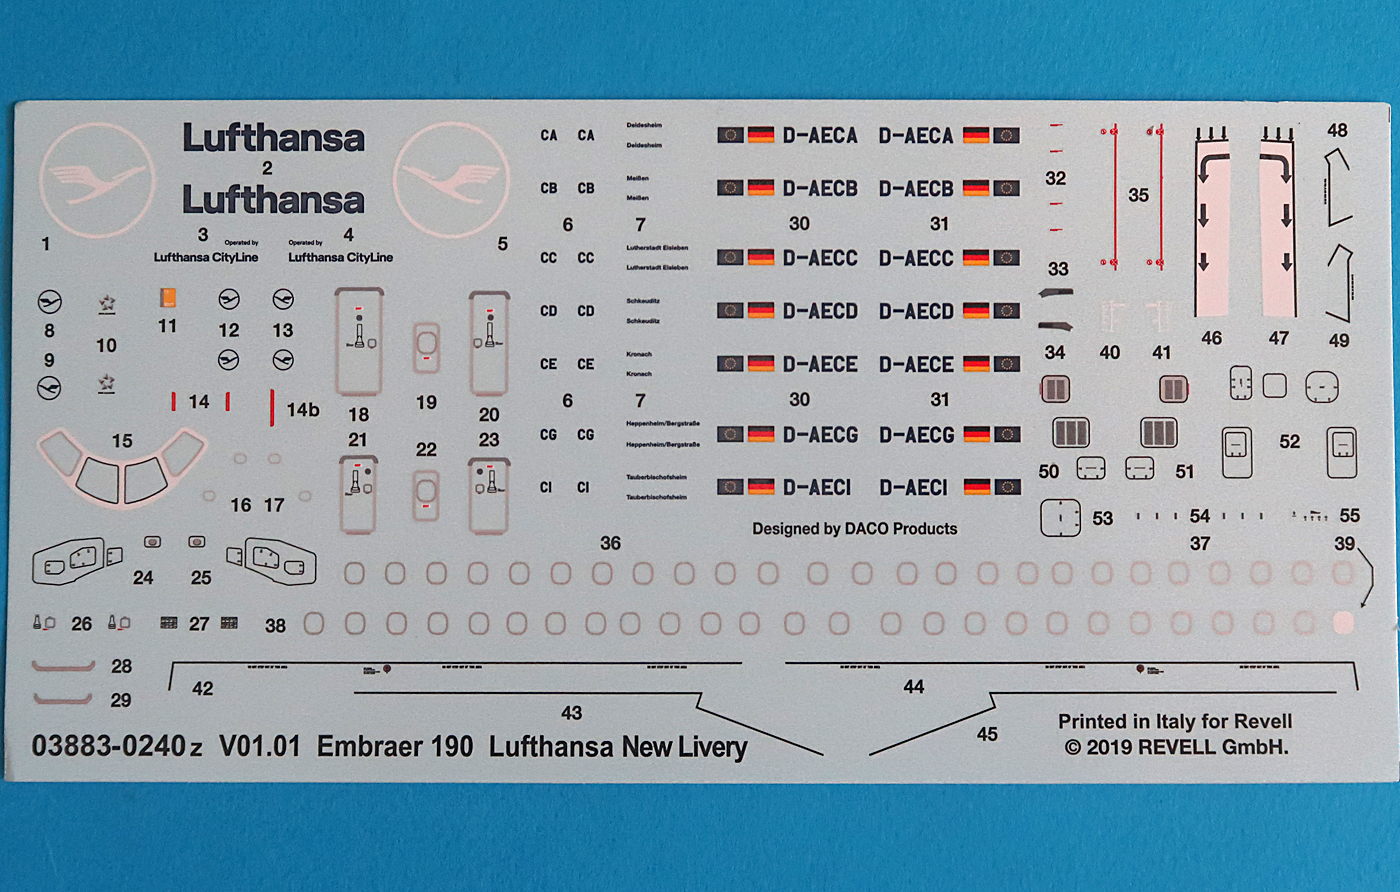 Lufthansa
2
Lufthansa
1
3
Operated by
Lufthansa CityLine
4
Operated by
Lufthansa CityLine
5
CA CA Deidesheim D-AECA D-AECA
Deidesheim
CB CB Meißen D-AECB D-AECB
Meißen
6 7 30 31
CC CC Lutherstadt Eisleben D-AECC D-AECC
Lutherstadt Eisleben
CD CD Schkeuditz D-AECD D-AECD
Schkeuditz
CE CE Kronach D-AECE D-AECE
Kronach
6 7 30 31
CG CG Heppenheim/Bergstraße D-AECG D-AECG
Heppenheim/Bergstraße
CI CI Tauberbischofsheim D-AECI D-AECI
Tauberbischofsheim
Designed by DACO Products
32 35 48
33
34 40 41 46 47 49
8 10 11 12 13
9
14 14b 18 19 20
15 21 22 23
16 17
50 51 52
53 54 55
24 25 36 37 39
26 27 38
28
29
42 43 44 45
03883-0240z V01.01 Embraer 190 Lufthansa New Livery
Printed in Italy for Revell
© 2019 REVELL GmbH.